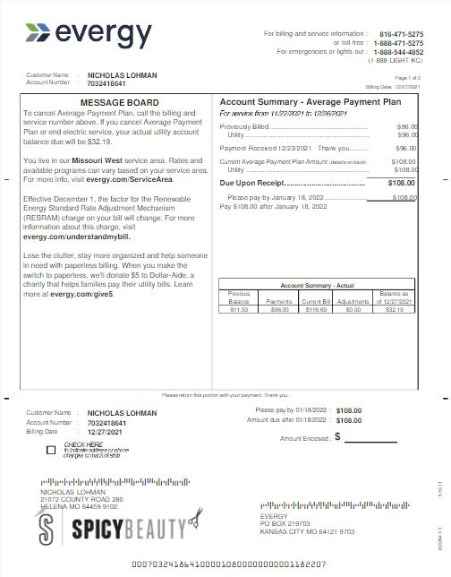 evergy
For billing and service information : 816-471-5275
or toll free : 1-888-471-5275
For emergencies or lights out : 1-888-544-4852
(1 888 LIGHT KC)
Customer Name : NICHOLAS LOHMAN
Account Number : 7032418641
Page 1 of 2
Billing Date: 12/27/2021
MESSAGE BOARD
To cancel Average Payment Plan, call the billing and
service number above. If you cancel Average Payment
Plan or end electric service, your actual utility account
balance due will be $32.19.
You live in our Missouri West service area. Rates and
available programs can vary based on your service area.
For more info, visit evergy.com/ServiceArea.
Effective December 1, the factor for the Renewable
Energy Standard Rate Adjustment Mechanism
(RESRAM) charge on your bill will change. For more
information about this charge, visit
evergy.com/understandmybill.
Lose the clutter, stay more organized and help someone
in need with paperless billing. When you make the
switch to paperless, we'll donate $5 to Dollar-Aide, a
charity that helps families pay their utility bills. Learn
more at evergy.com/give5.
Account Summary - Average Payment Plan
For service from 11/22/2021 to 12/26/2021
Previously Billed $96.00
Utility $96.00
Payment Received 12/23/2021 Thank you $96.00
Current Average Payment Plan Amount (details on back) $108.00
Utility $108.00
Due Upon Receipt $108.00
Please pay by January 18, 2022 $108.00
Pay $108.00 after January 18, 2022
Account Summary - Actual
Previous Balance Payments Current Bill Adjustments Balance as of 12/27/2021
$11.50 $96.00 $116.69 $0.00 $32.19
Please return this portion with your payment. Thank you.
Customer Name : NICHOLAS LOHMAN
Account Number : 7032418641
Billing Date : 12/27/2021
Please pay by 01/18/2022 : $108.00
Amount due after 01/18/2022 : $108.00
Amount Enclosed : $
CHECK HERE
to indicate address or phone
changes on back of stub
NICHOLAS LOHMAN
21072 COUNTY ROAD 280
HELENA MO 64459 9102
SPICYBEAUTY
EVERGY
PO BOX 219703
KANSAS CITY MO 64121 9703